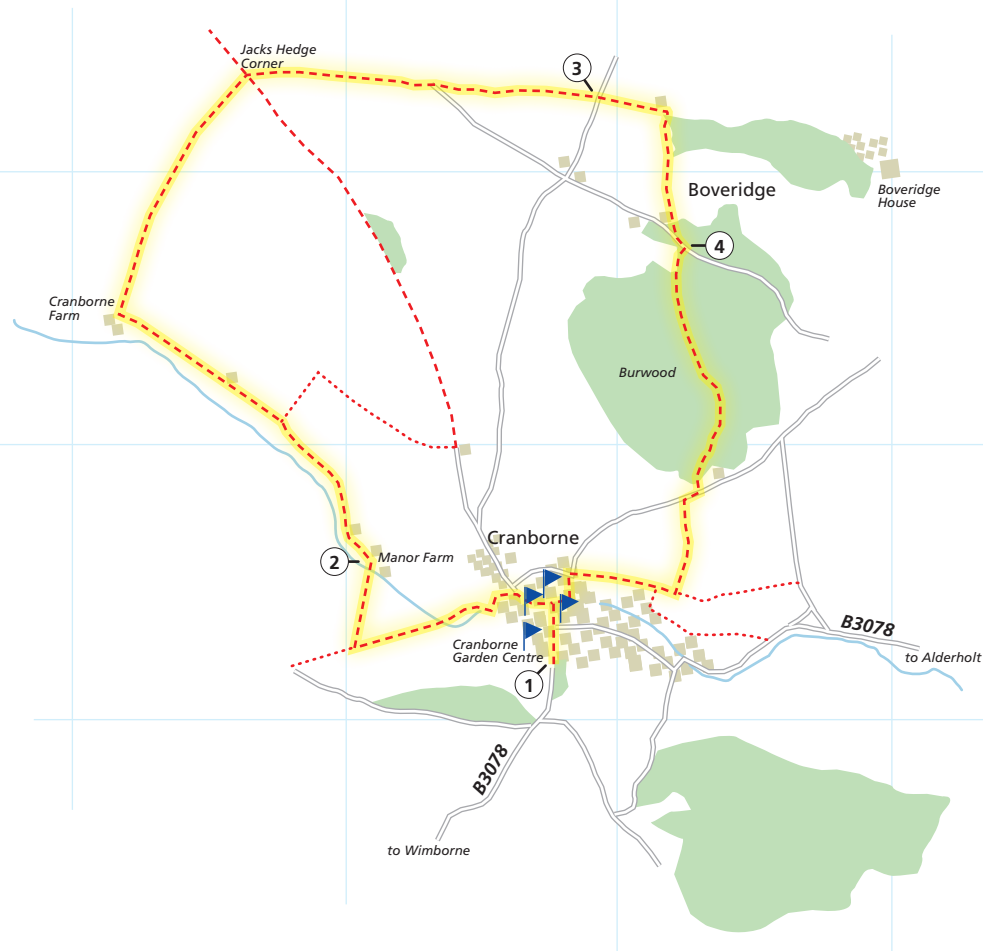 Jacks Hedge
Corner
3
Boveridge
House
Boveridge
4
Cranborne
Farm
Burwood
Cranborne
2
Manor Farm
Cranborne
Garden Centre
B3078
to Alderholt
1
B3078
to Wimborne